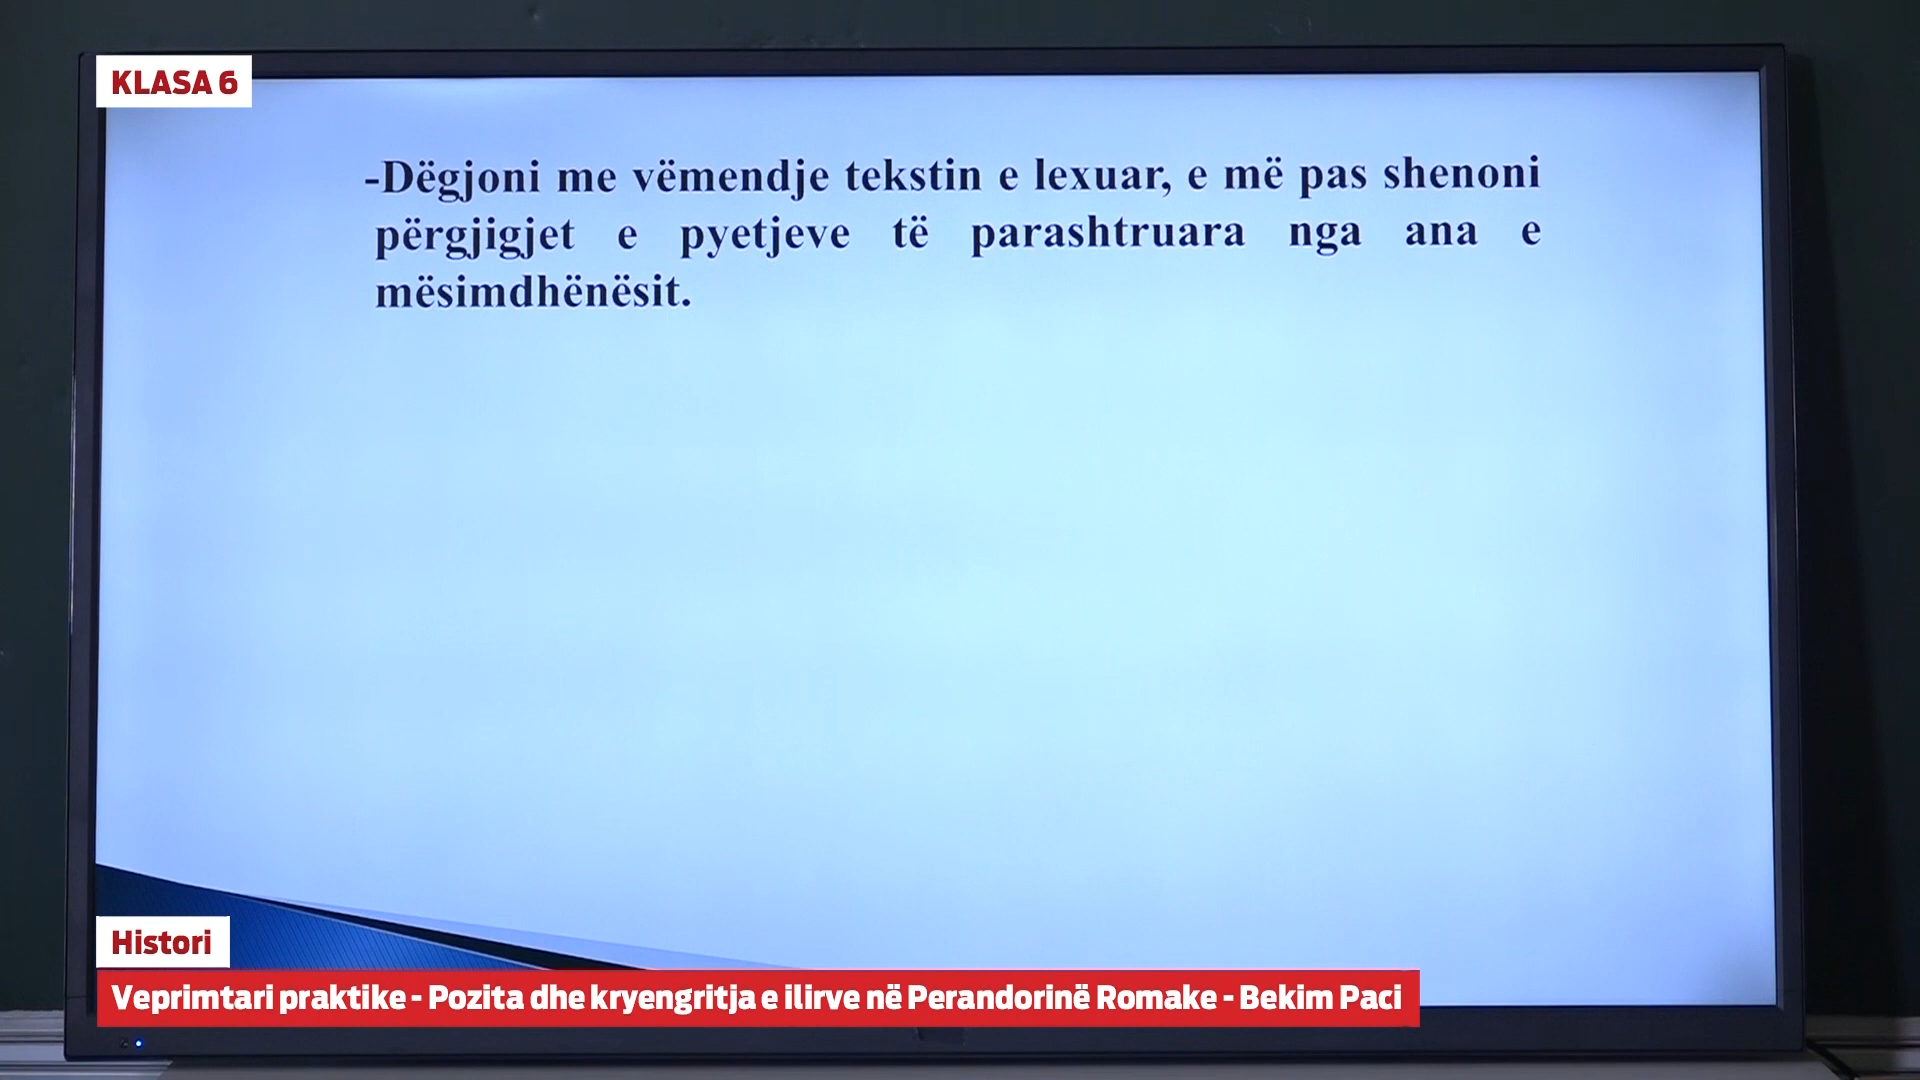 KLASA 6
-Dëgjoni me vëmendje tekstin e lexuar, e më pas shenoni
përgjigjet e pyetjeve të parashtruara nga ana e
mësimdhënësit.
Histori
Veprimtari praktike - Pozita dhe kryengritja e ilirve në Perandorinë Romake - Bekim Paci